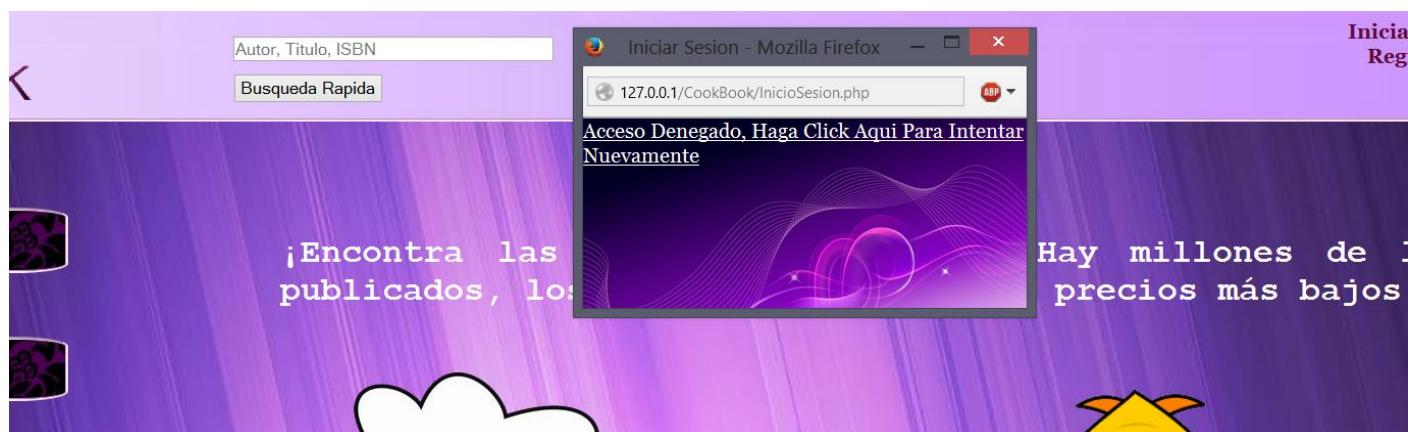 Autor, Titulo, ISBN
Busqueda Rapida
Iniciar Sesion - Mozilla Firefox
127.0.0.1/CookBook/InicioSesion.php
ABP
Acceso Denegado, Haga Click Aqui Para Intentar
Nuevamente
Inicia
Reg
K
¡Encontra las Hay millones de l
publicados, los precios más bajos